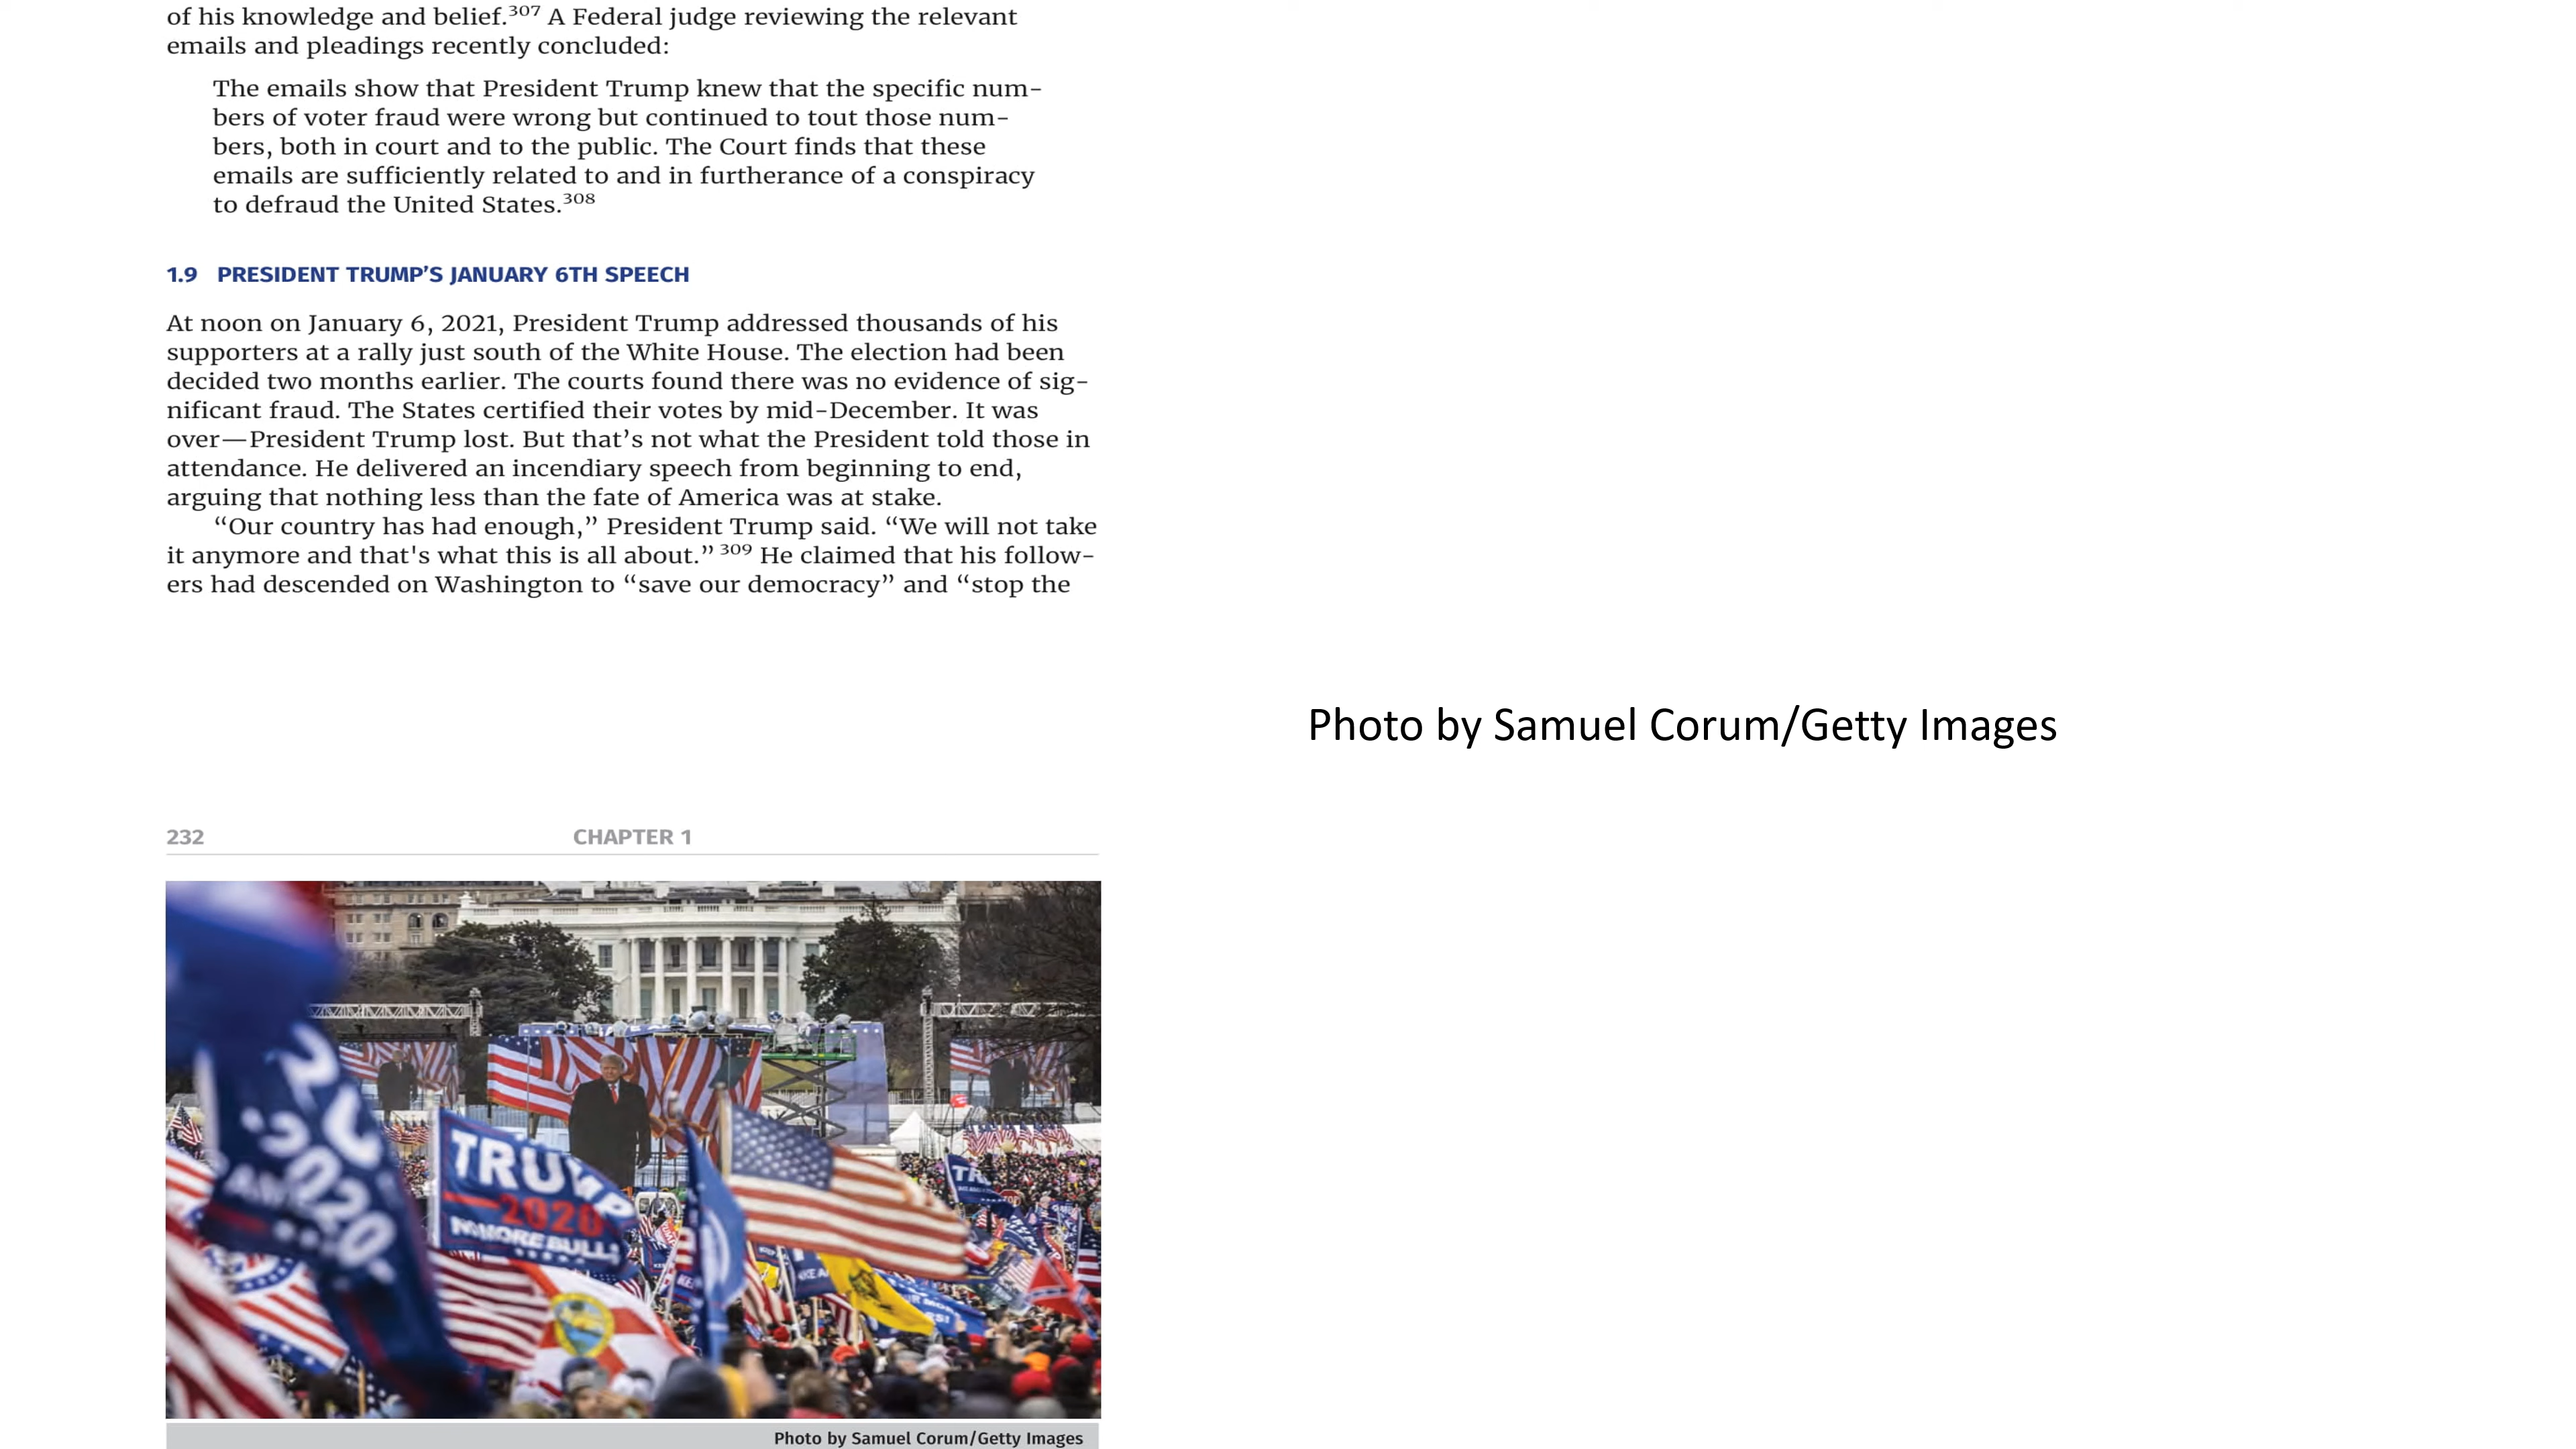 of his knowledge and belief.307 A Federal judge reviewing the relevant
emails and pleadings recently concluded:
The emails show that President Trump knew that the specific num-
bers of voter fraud were wrong but continued to tout those num-
bers, both in court and to the public. The Court finds that these
emails are sufficiently related to and in furtherance of a conspiracy
to defraud the United States.308
1.9 PRESIDENT TRUMP’S JANUARY 6TH SPEECH
At noon on January 6, 2021, President Trump addressed thousands of his
supporters at a rally just south of the White House. The election had been
decided two months earlier. The courts found there was no evidence of sig-
nificant fraud. The States certified their votes by mid-December. It was
over—President Trump lost. But that’s not what the President told those in
attendance. He delivered an incendiary speech from beginning to end,
arguing that nothing less than the fate of America was at stake.
“Our country has had enough,” President Trump said. “We will not take
it anymore and that's what this is all about.” 309 He claimed that his follow-
ers had descended on Washington to “save our democracy” and “stop the
Photo by Samuel Corum/Getty Images
232 CHAPTER 1
TRUMP
2020
NO MORE BULL
2020
TR
Photo by Samuel Corum/Getty Images